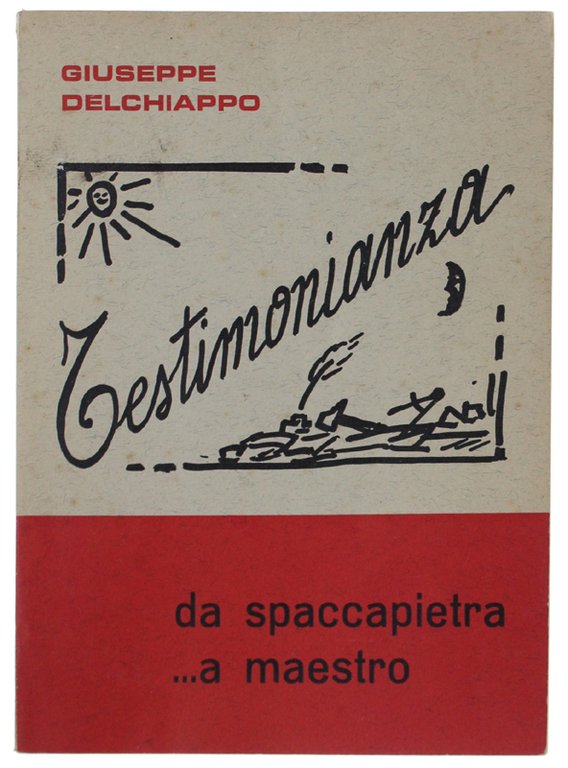 GIUSEPPE
DELCHIAPPO
Testimonianza
da spaccapietra
...a maestro